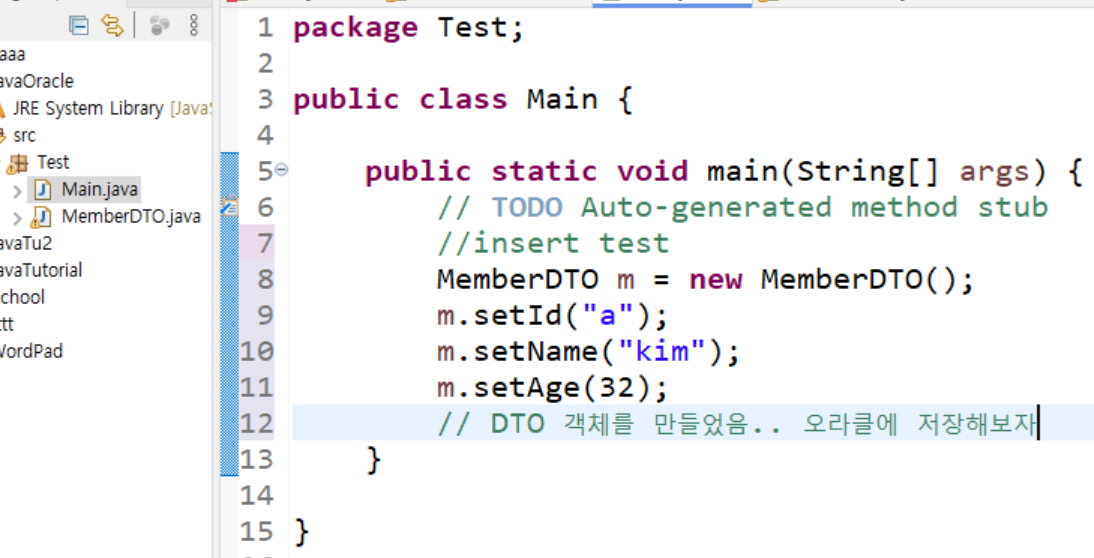 aaa
avaOracle
JRE System Library [Java
src
Test
Main.java
MemberDTO.java
avaTu2
avaTutorial
chool
tt
WordPad
1 package Test;
2
3 public class Main {
4
5 public static void main(String[] args) {
6 // TODO Auto-generated method stub
7 //insert test
8 MemberDTO m = new MemberDTO();
9 m.setId("a");
10 m.setName("kim");
11 m.setAge(32);
12 // DTO 객체를 만들었음.. 오라클에 저장해보자
13 }
14
15 }